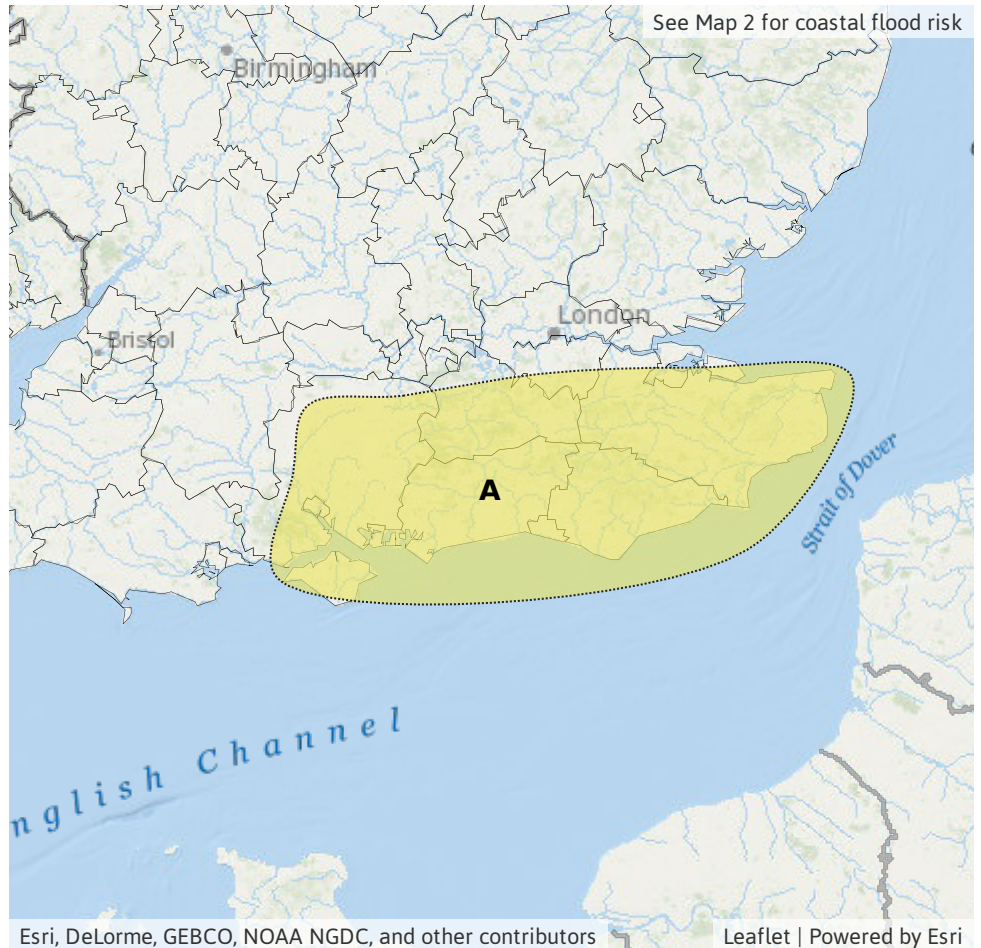 See Map 2 for coastal flood risk
Birmingham
London
Bristol
Strait of Dover
A
nglish Channel
Esri, DeLorme, GEBCO, NOAA NGDC, and other contributors
Leaflet | Powered by Esri